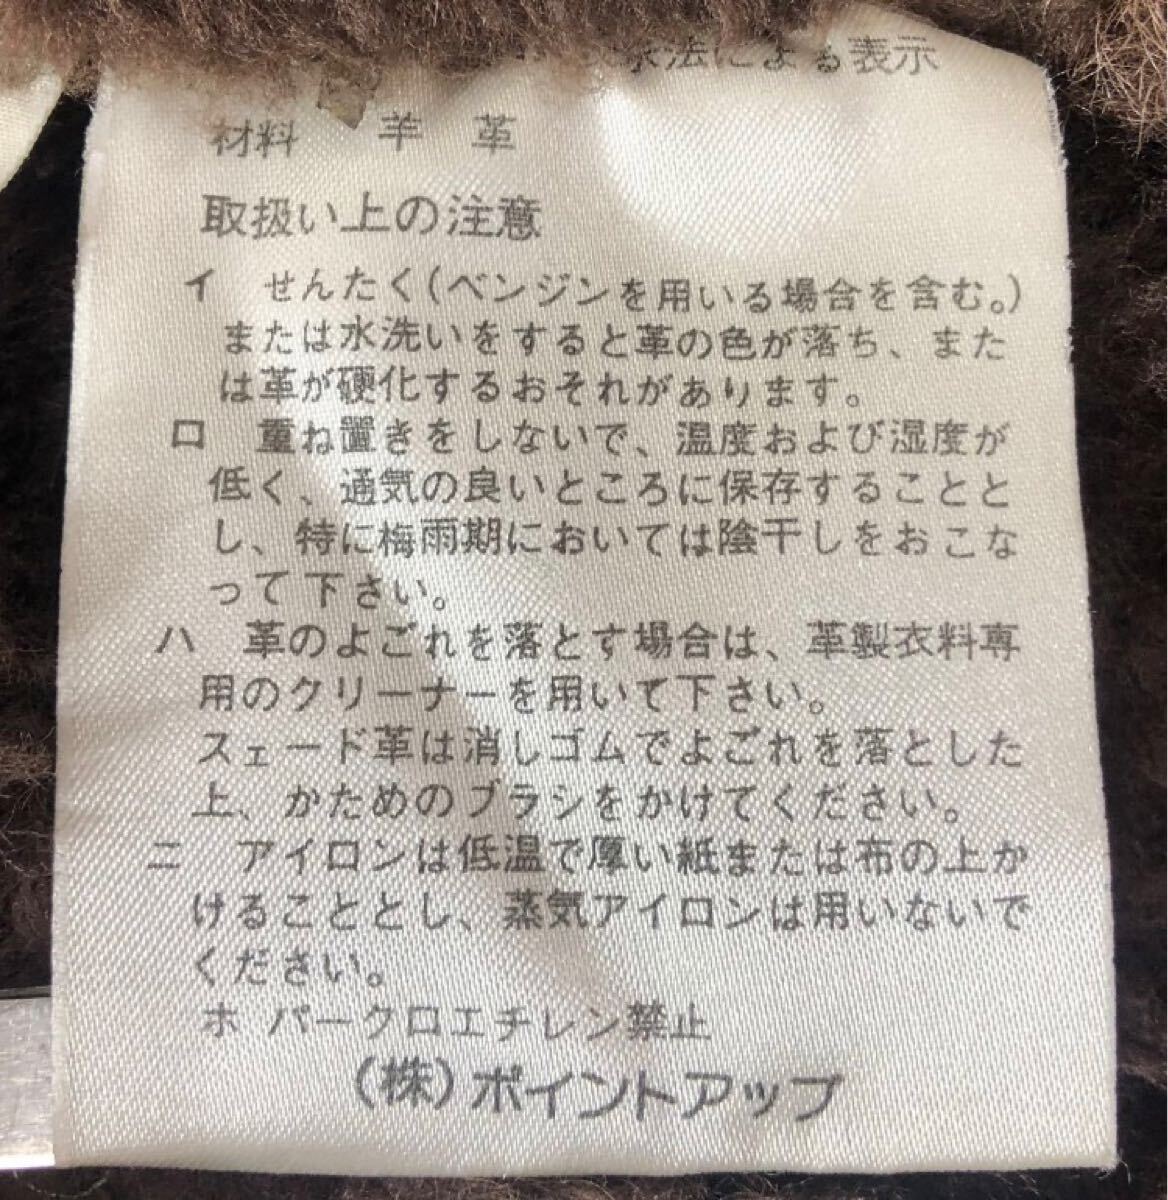 法による表示
材料　羊　革
取扱い上の注意
イ　せんたく(ベンジンを用いる場合を含む。)
または水洗いをすると革の色が落ち、また
は革が硬化するおそれがあります。
ロ　重ね置きをしないで、温度および湿度が
低く、通気の良いところに保存することと
し、特に梅雨期においては陰干しをおこな
って下さい。
ハ　革のよごれを落とす場合は、革製衣料専
用のクリーナーを用いて下さい。
スェード革は消しゴムでよごれを落とした
上、かためのブラシをかけてください。
ニ　アイロンは低温で厚い紙または布の上か
けることとし、蒸気アイロンは用いないで
ください。
ホ パークロエチレン禁止
(株)ポイントアップ